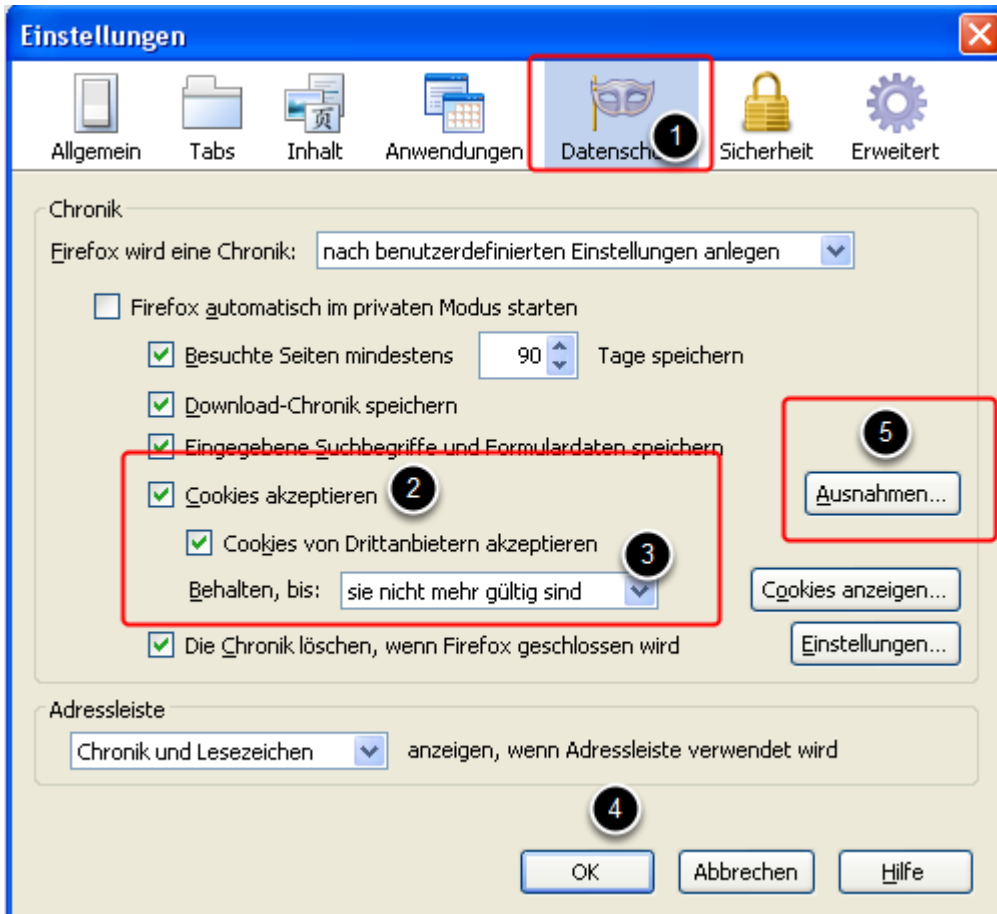 Einstellungen
Allgemein Tabs Inhalt Anwendungen 1 Sicherheit Erweitert
页
Chronik
Firefox wird eine Chronik: nach benutzerdefinierten Einstellungen anlegen
Firefox automatisch im privaten Modus starten
Besuchte Seiten mindestens 90 Tage speichern
Download-Chronik speichern
Eingegebene Suchbegriffe und Formulardaten speichern
5
Cookies akzeptieren 2 Ausnahmen...
Cookies von Drittanbietern akzeptieren 3
Behalten, bis: sie nicht mehr gültig sind Cookies anzeigen...
Die Chronik löschen, wenn Firefox geschlossen wird Einstellungen...
Adressleiste
Chronik und Lesezeichen anzeigen, wenn Adressleiste verwendet wird
4
OK Abbrechen Hilfe